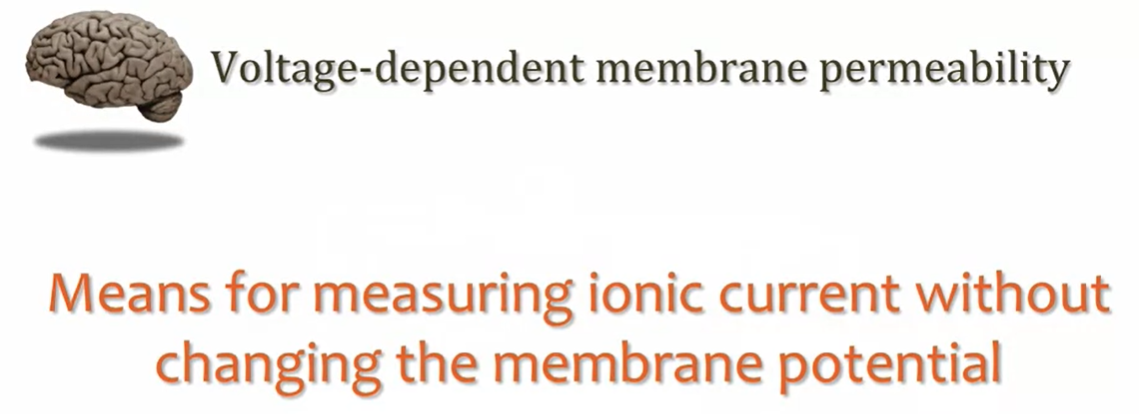 Voltage-dependent membrane permeability
Means for measuring ionic current without
changing the membrane potential